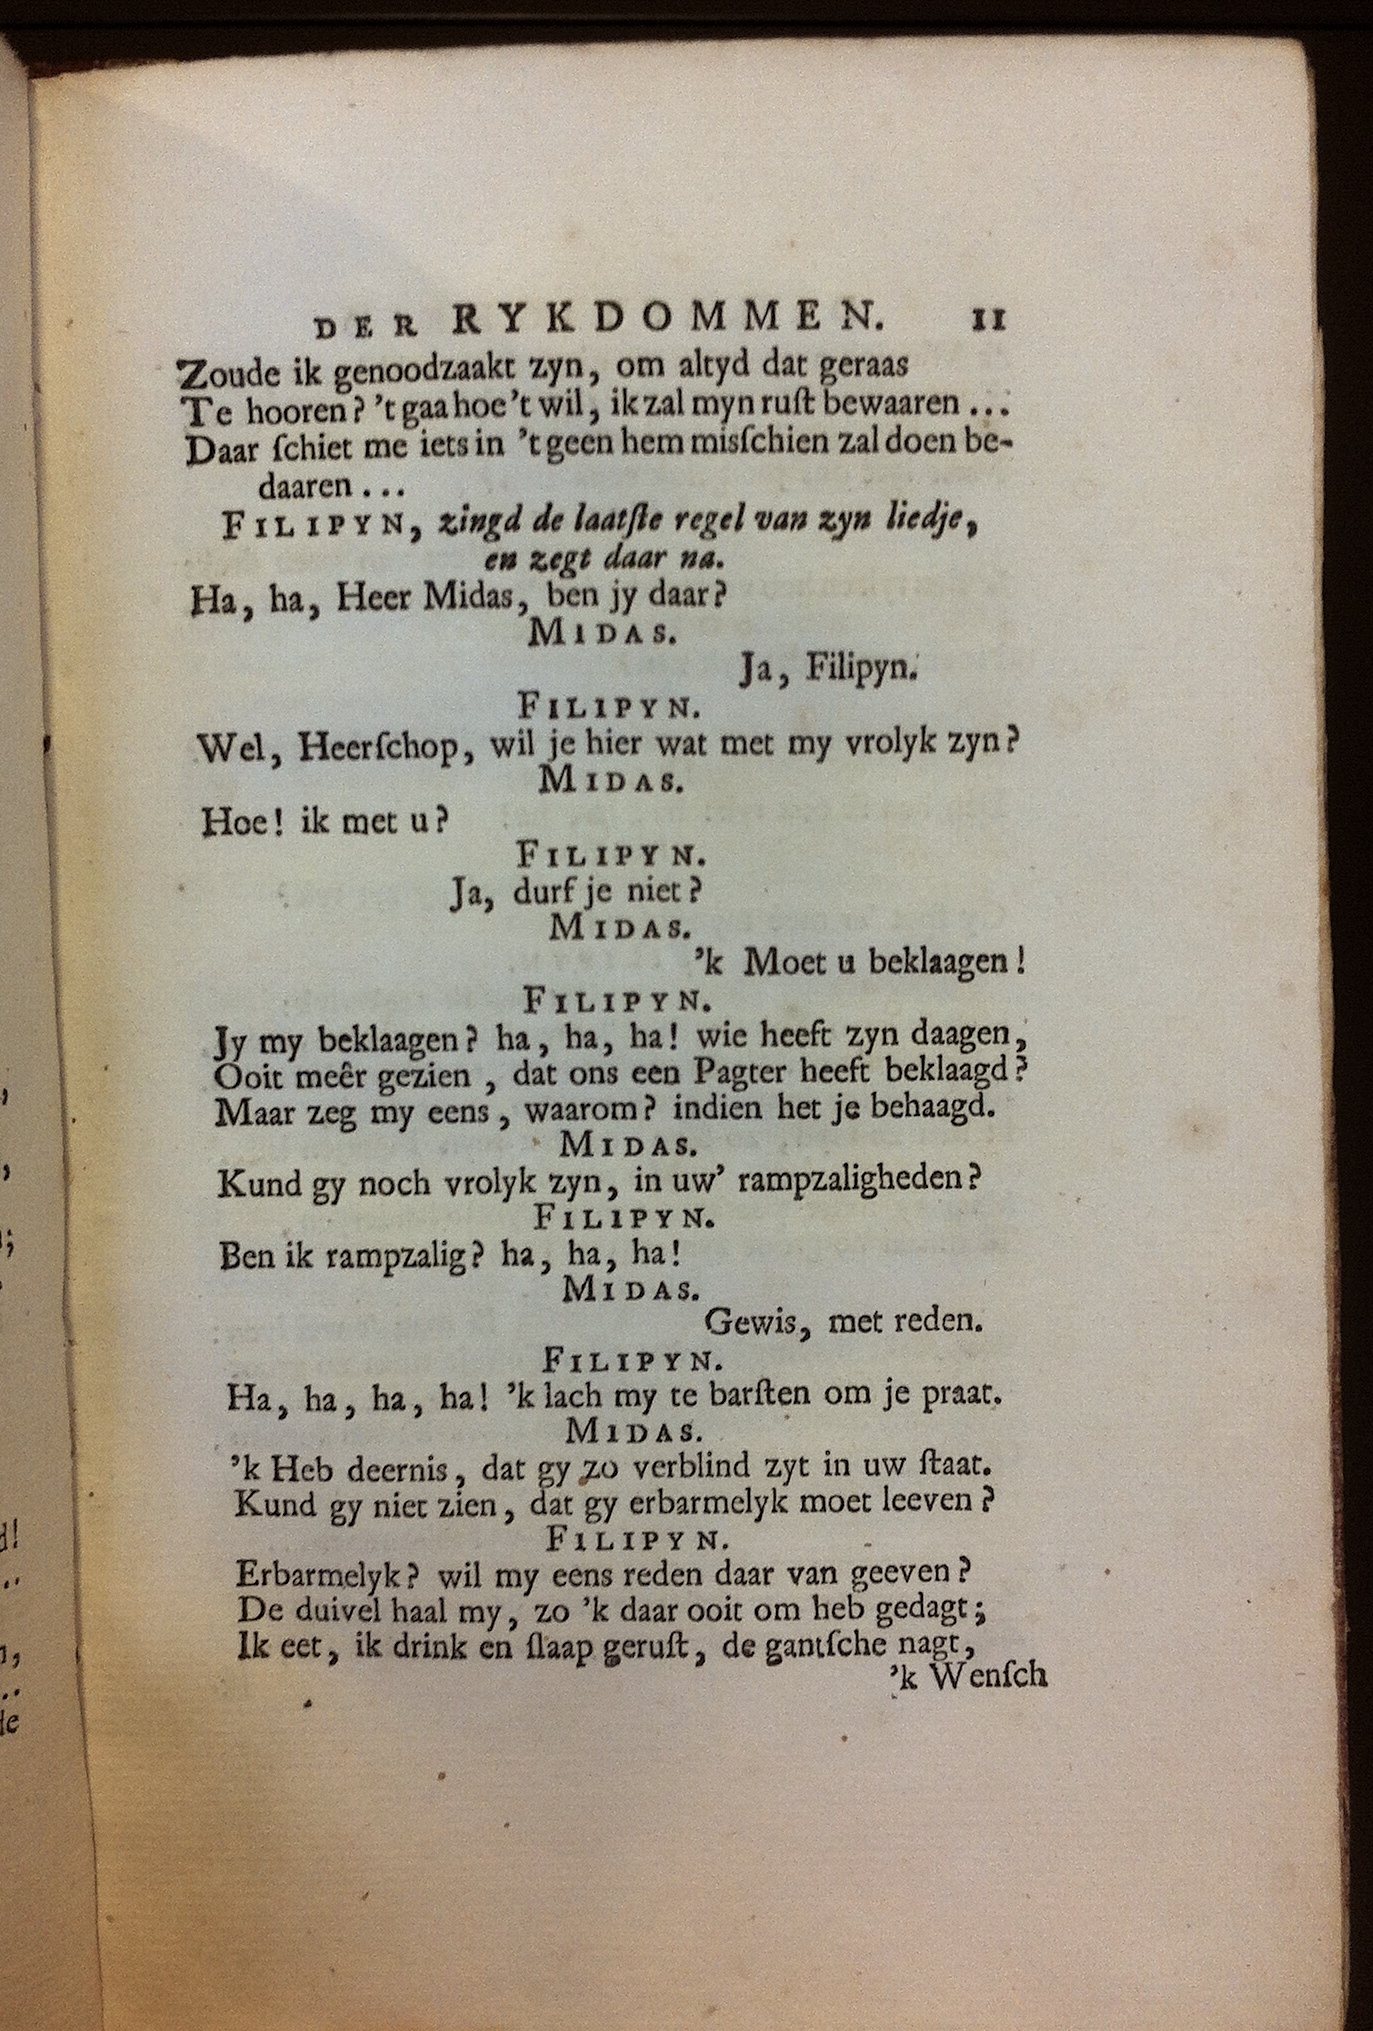 DER RYKDOMMEN. 11
Zoude ik genoodzaakt zyn, om altyd dat geraas
Te hooren? 't gaa hoe 't wil, ik zal myn ruſt bewaaren ...
Daar ſchiet me iets in 't geen hem misſchien zal doen be-
daaren ...
FILIPYN, zingd de laatſte regel van zyn liedje,
en zegt daar na.
Ha, ha, Heer Midas, ben jy daar?
MIDAS.
Ja, Filipyn.
FILIPYN.
Wel, Heerſchop, wil je hier wat met my vrolyk zyn?
MIDAS.
Hoe! ik met u?
FILIPYN.
Ja, durf je niet?
MIDAS.
'k Moet u beklaagen!
FILIPYN.
Jy my beklaagen? ha, ha, ha! wie heeft zyn daagen,
Ooit meêr gezien, dat ons een Pagter heeft beklaagd?
Maar zeg my eens, waarom? indien het je behaagd.
MIDAS.
Kund gy noch vrolyk zyn, in uw' rampzaligheden?
FILIPYN.
Ben ik rampzalig? ha, ha, ha!
MIDAS.
Gewis, met reden.
FILIPYN.
Ha, ha, ha, ha! 'k lach my te barſten om je praat.
MIDAS.
'k Heb deernis, dat gy zo verblind zyt in uw ſtaat.
Kund gy niet zien, dat gy erbarmelyk moet leeven?
FILIPYN.
Erbarmelyk? wil my eens reden daar van geeven?
De duivel haal my, zo 'k daar ooit om heb gedagt;
Ik eet, ik drink en ſlaap geruſt, de gantſche nagt,
'k Wenſch